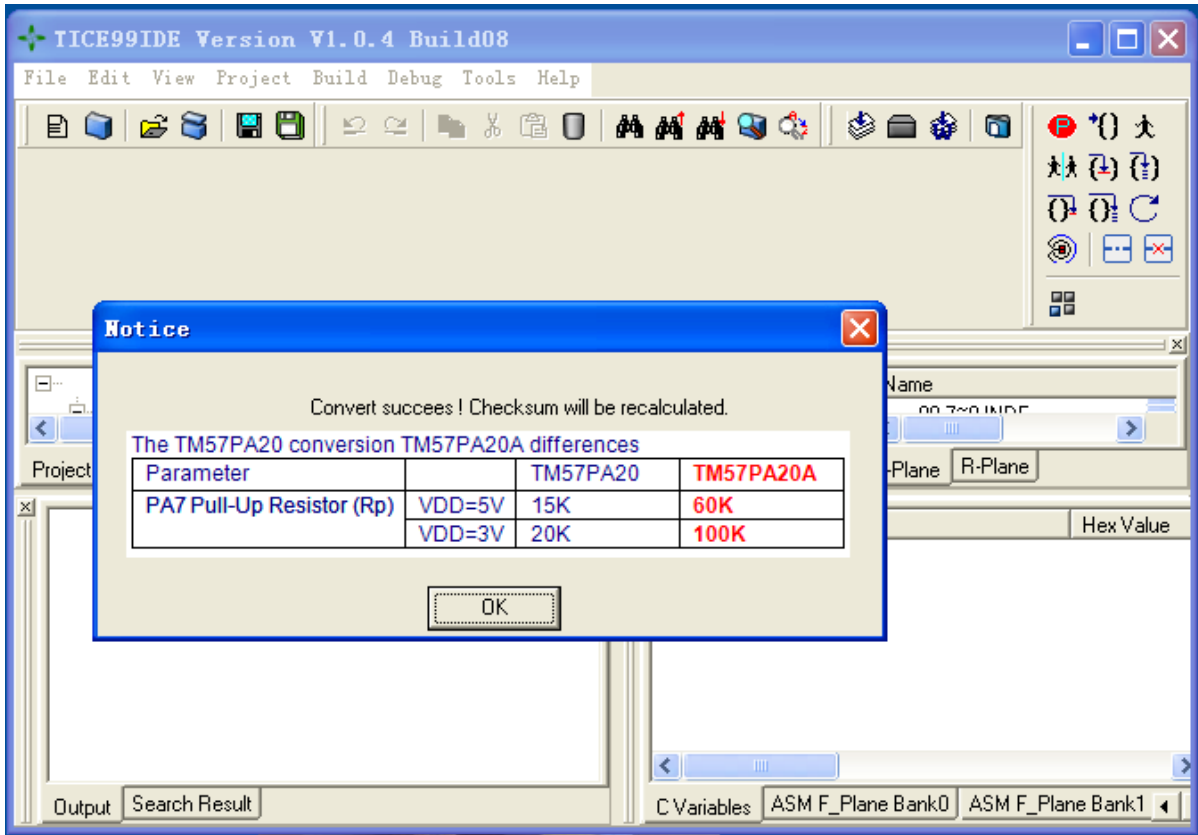 TICE99IDE Version V1.0.4 Build08
File Edit View Project Build Debug Tools Help
Notice
Convert succees ! Checksum will be recalculated.
The TM57PA20 conversion TM57PA20A differences
Parameter TM57PA20 TM57PA20A
PA7 Pull-Up Resistor (Rp) VDD=5V 15K 60K
VDD=3V 20K 100K
OK
Name
Project
-Plane R-Plane
Hex Value
Output Search Result
C Variables ASM F_Plane Bank0 ASM F_Plane Bank1